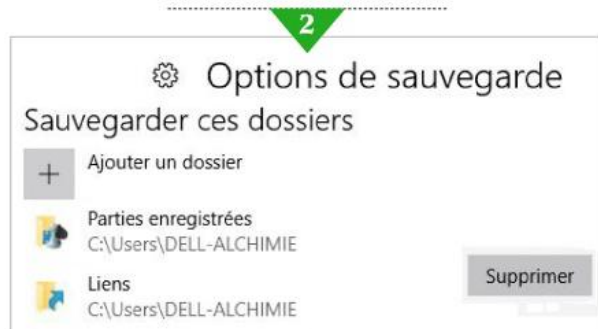 2
Options de sauvegarde
Sauvegarder ces dossiers
Ajouter un dossier
Parties enregistrées
C:\Users\DELL-ALCHIMIE
Liens
C:\Users\DELL-ALCHIMIE
Supprimer